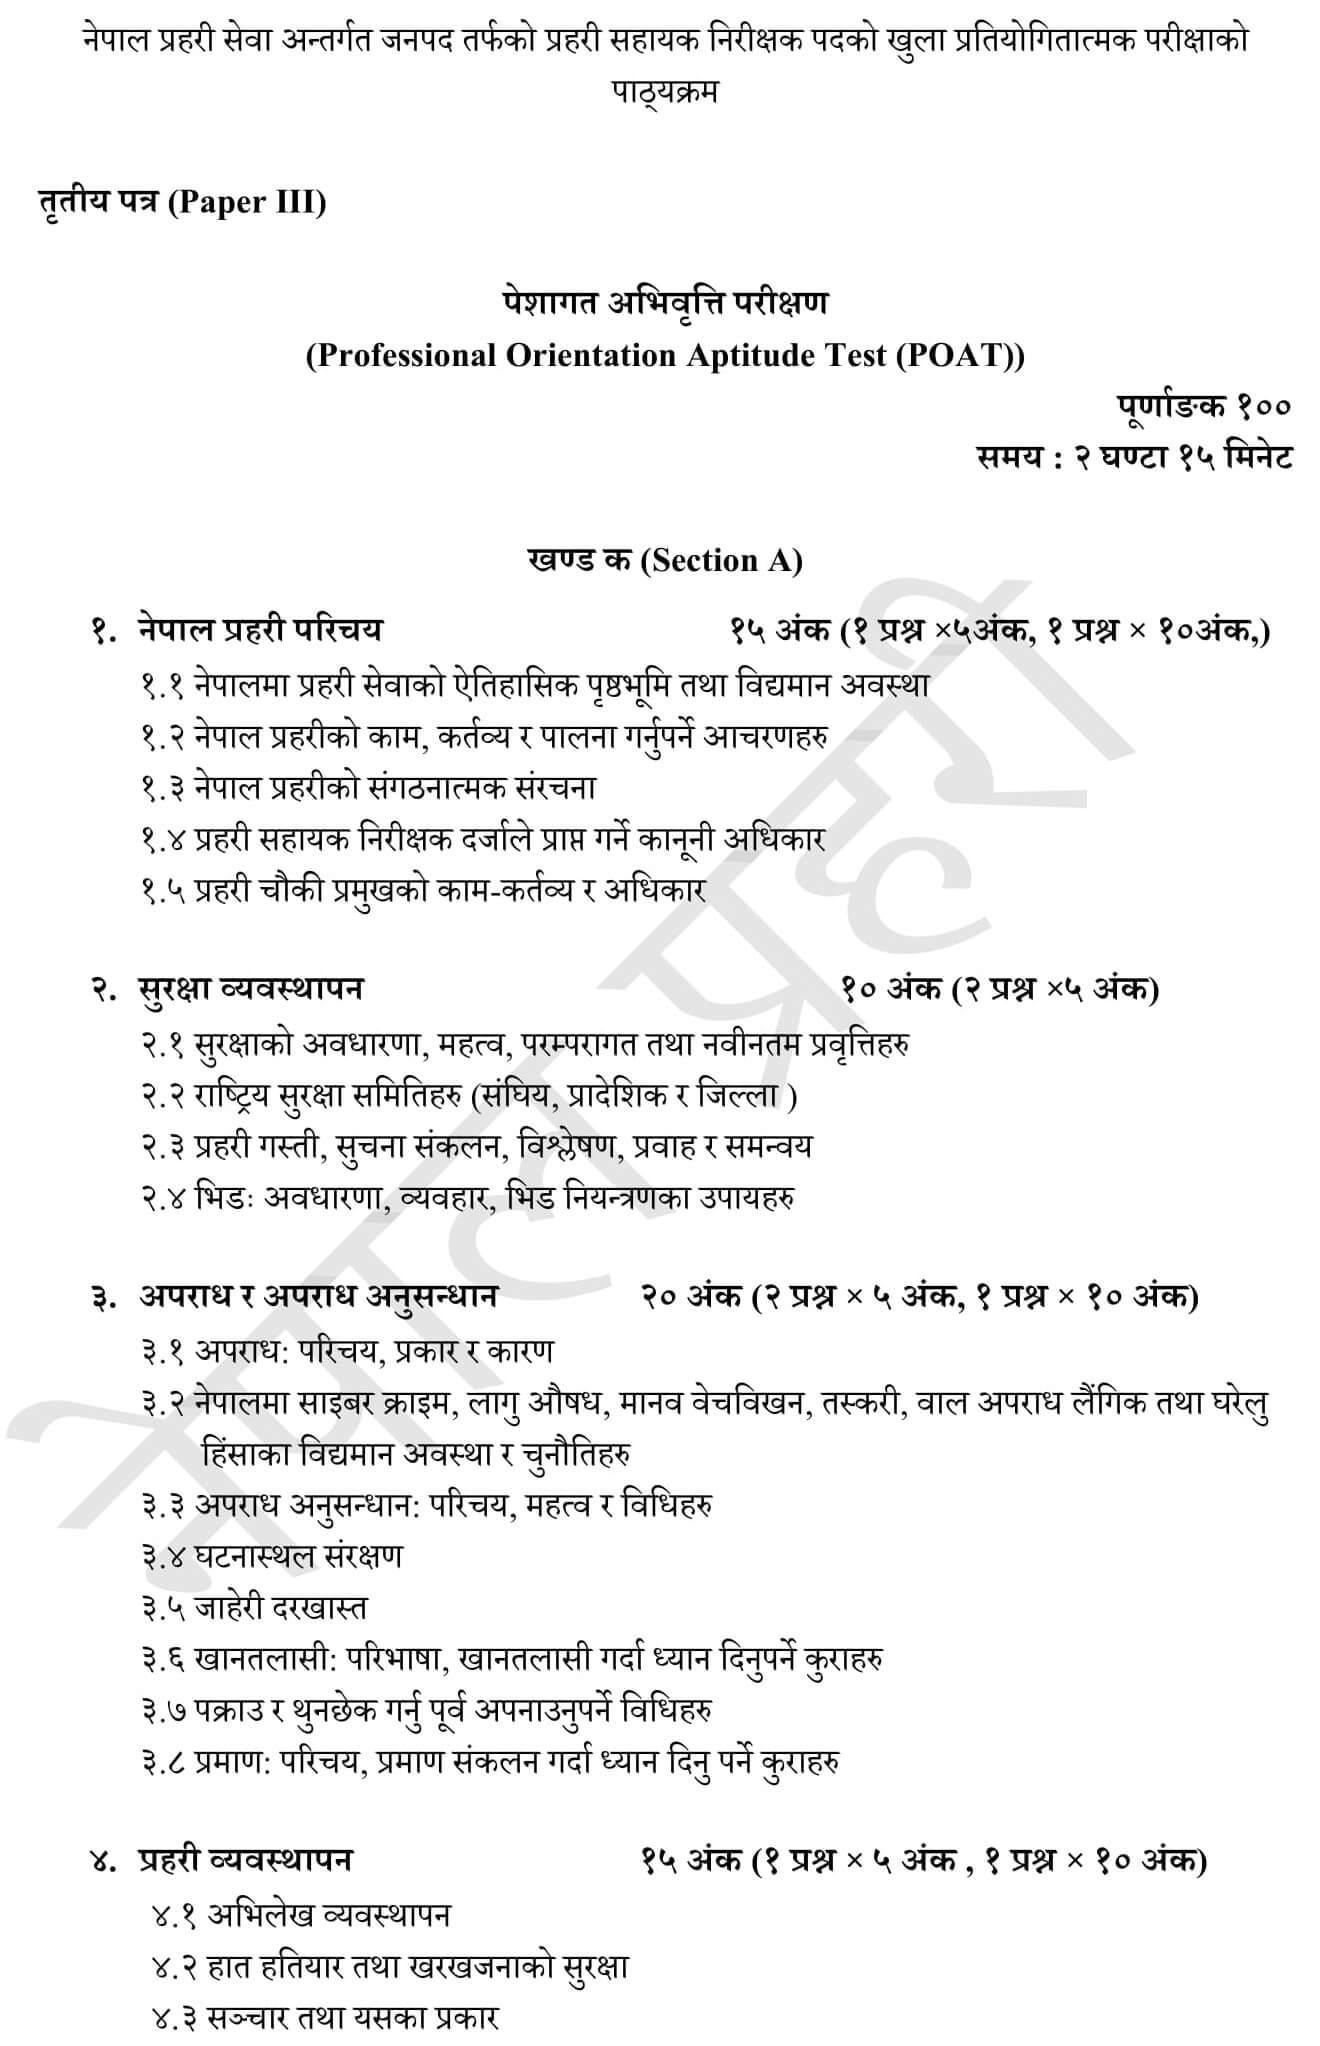 नेपाल प्रहरी सेवा अन्तर्गत जनपद तर्फको प्रहरी सहायक निरीक्षक पदको खुला प्रतियोगितात्मक परीक्षाको
पाठ्यक्रम
तृतीय पत्र (Paper III)
पेशागत अभिवृत्ति परीक्षण
(Professional Orientation Aptitude Test (POAT))
पूर्णाङक १००
समय : २ घण्टा १५ मिनेट
खण्ड क (Section A)
१. नेपाल प्रहरी परिचय १५ अंक (१ प्रश्न ×५अंक, १ प्रश्न × १०अंक,)
१.१ नेपालमा प्रहरी सेवाको ऐतिहासिक पृष्ठभूमि तथा विद्यमान अवस्था
१.२ नेपाल प्रहरीको काम, कर्तव्य र पालना गर्नुपर्ने आचरणहरु
१.३ नेपाल प्रहरीको संगठनात्मक संरचना
१.४ प्रहरी सहायक निरीक्षक दर्जाले प्राप्त गर्ने कानूनी अधिकार
१.५ प्रहरी चौकी प्रमुखको काम-कर्तव्य र अधिकार
२. सुरक्षा व्यवस्थापन १० अंक (२ प्रश्न ×५ अंक)
२.१ सुरक्षाको अवधारणा, महत्व, परम्परागत तथा नवीनतम प्रवृत्तिहरु
२.२ राष्ट्रिय सुरक्षा समितिहरु (संघिय, प्रादेशिक र जिल्ला )
२.३ प्रहरी गस्ती, सुचना संकलन, विश्लेषण, प्रवाह र समन्वय
२.४ भिडः अवधारणा, व्यवहार, भिड नियन्त्रणका उपायहरु
३. अपराध र अपराध अनुसन्धान २० अंक (२ प्रश्न × ५ अंक, १ प्रश्न × १० अंक)
३.१ अपराध: परिचय, प्रकार र कारण
३.२ नेपालमा साइबर क्राइम, लागु औषध, मानव वेचविखन, तस्करी, वाल अपराध लैंगिक तथा घरेलु
हिंसाका विद्यमान अवस्था र चुनौतिहरु
३.३ अपराध अनुसन्धान: परिचय, महत्व र विधिहरु
३.४ घटनास्थल संरक्षण
३.५ जाहेरी दरखास्त
३.६ खानतलासी: परिभाषा, खानतलासी गर्दा ध्यान दिनुपर्ने कुराहरु
३.७ पक्राउ र थुनछेक गर्नु पूर्व अपनाउनुपर्ने विधिहरु
३.८ प्रमाण: परिचय, प्रमाण संकलन गर्दा ध्यान दिनु पर्ने कुराहरु
४. प्रहरी व्यवस्थापन १५ अंक (१ प्रश्न × ५ अंक , १ प्रश्न × १० अंक)
४.१ अभिलेख व्यवस्थापन
४.२ हात हतियार तथा खरखजनाको सुरक्षा
४.३ सञ्चार तथा यसका प्रकार
नेपाल प्रहरी